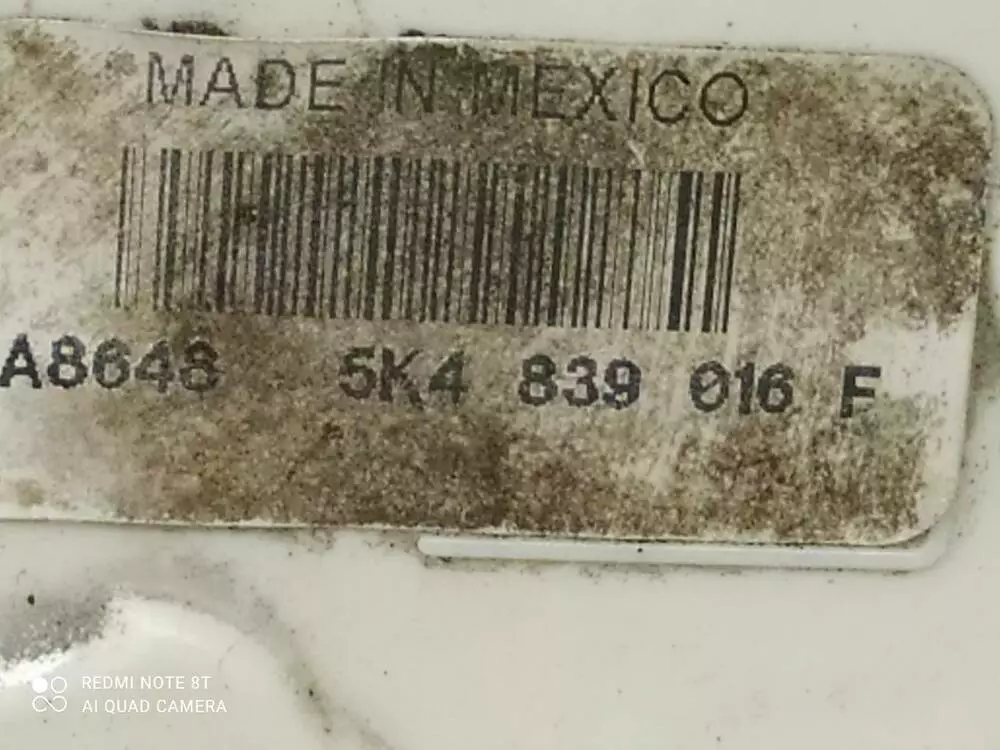 MADE IN MEXICO
A8648 5K4 839 016 F
REDMI NOTE 8T
AI QUAD CAMERA